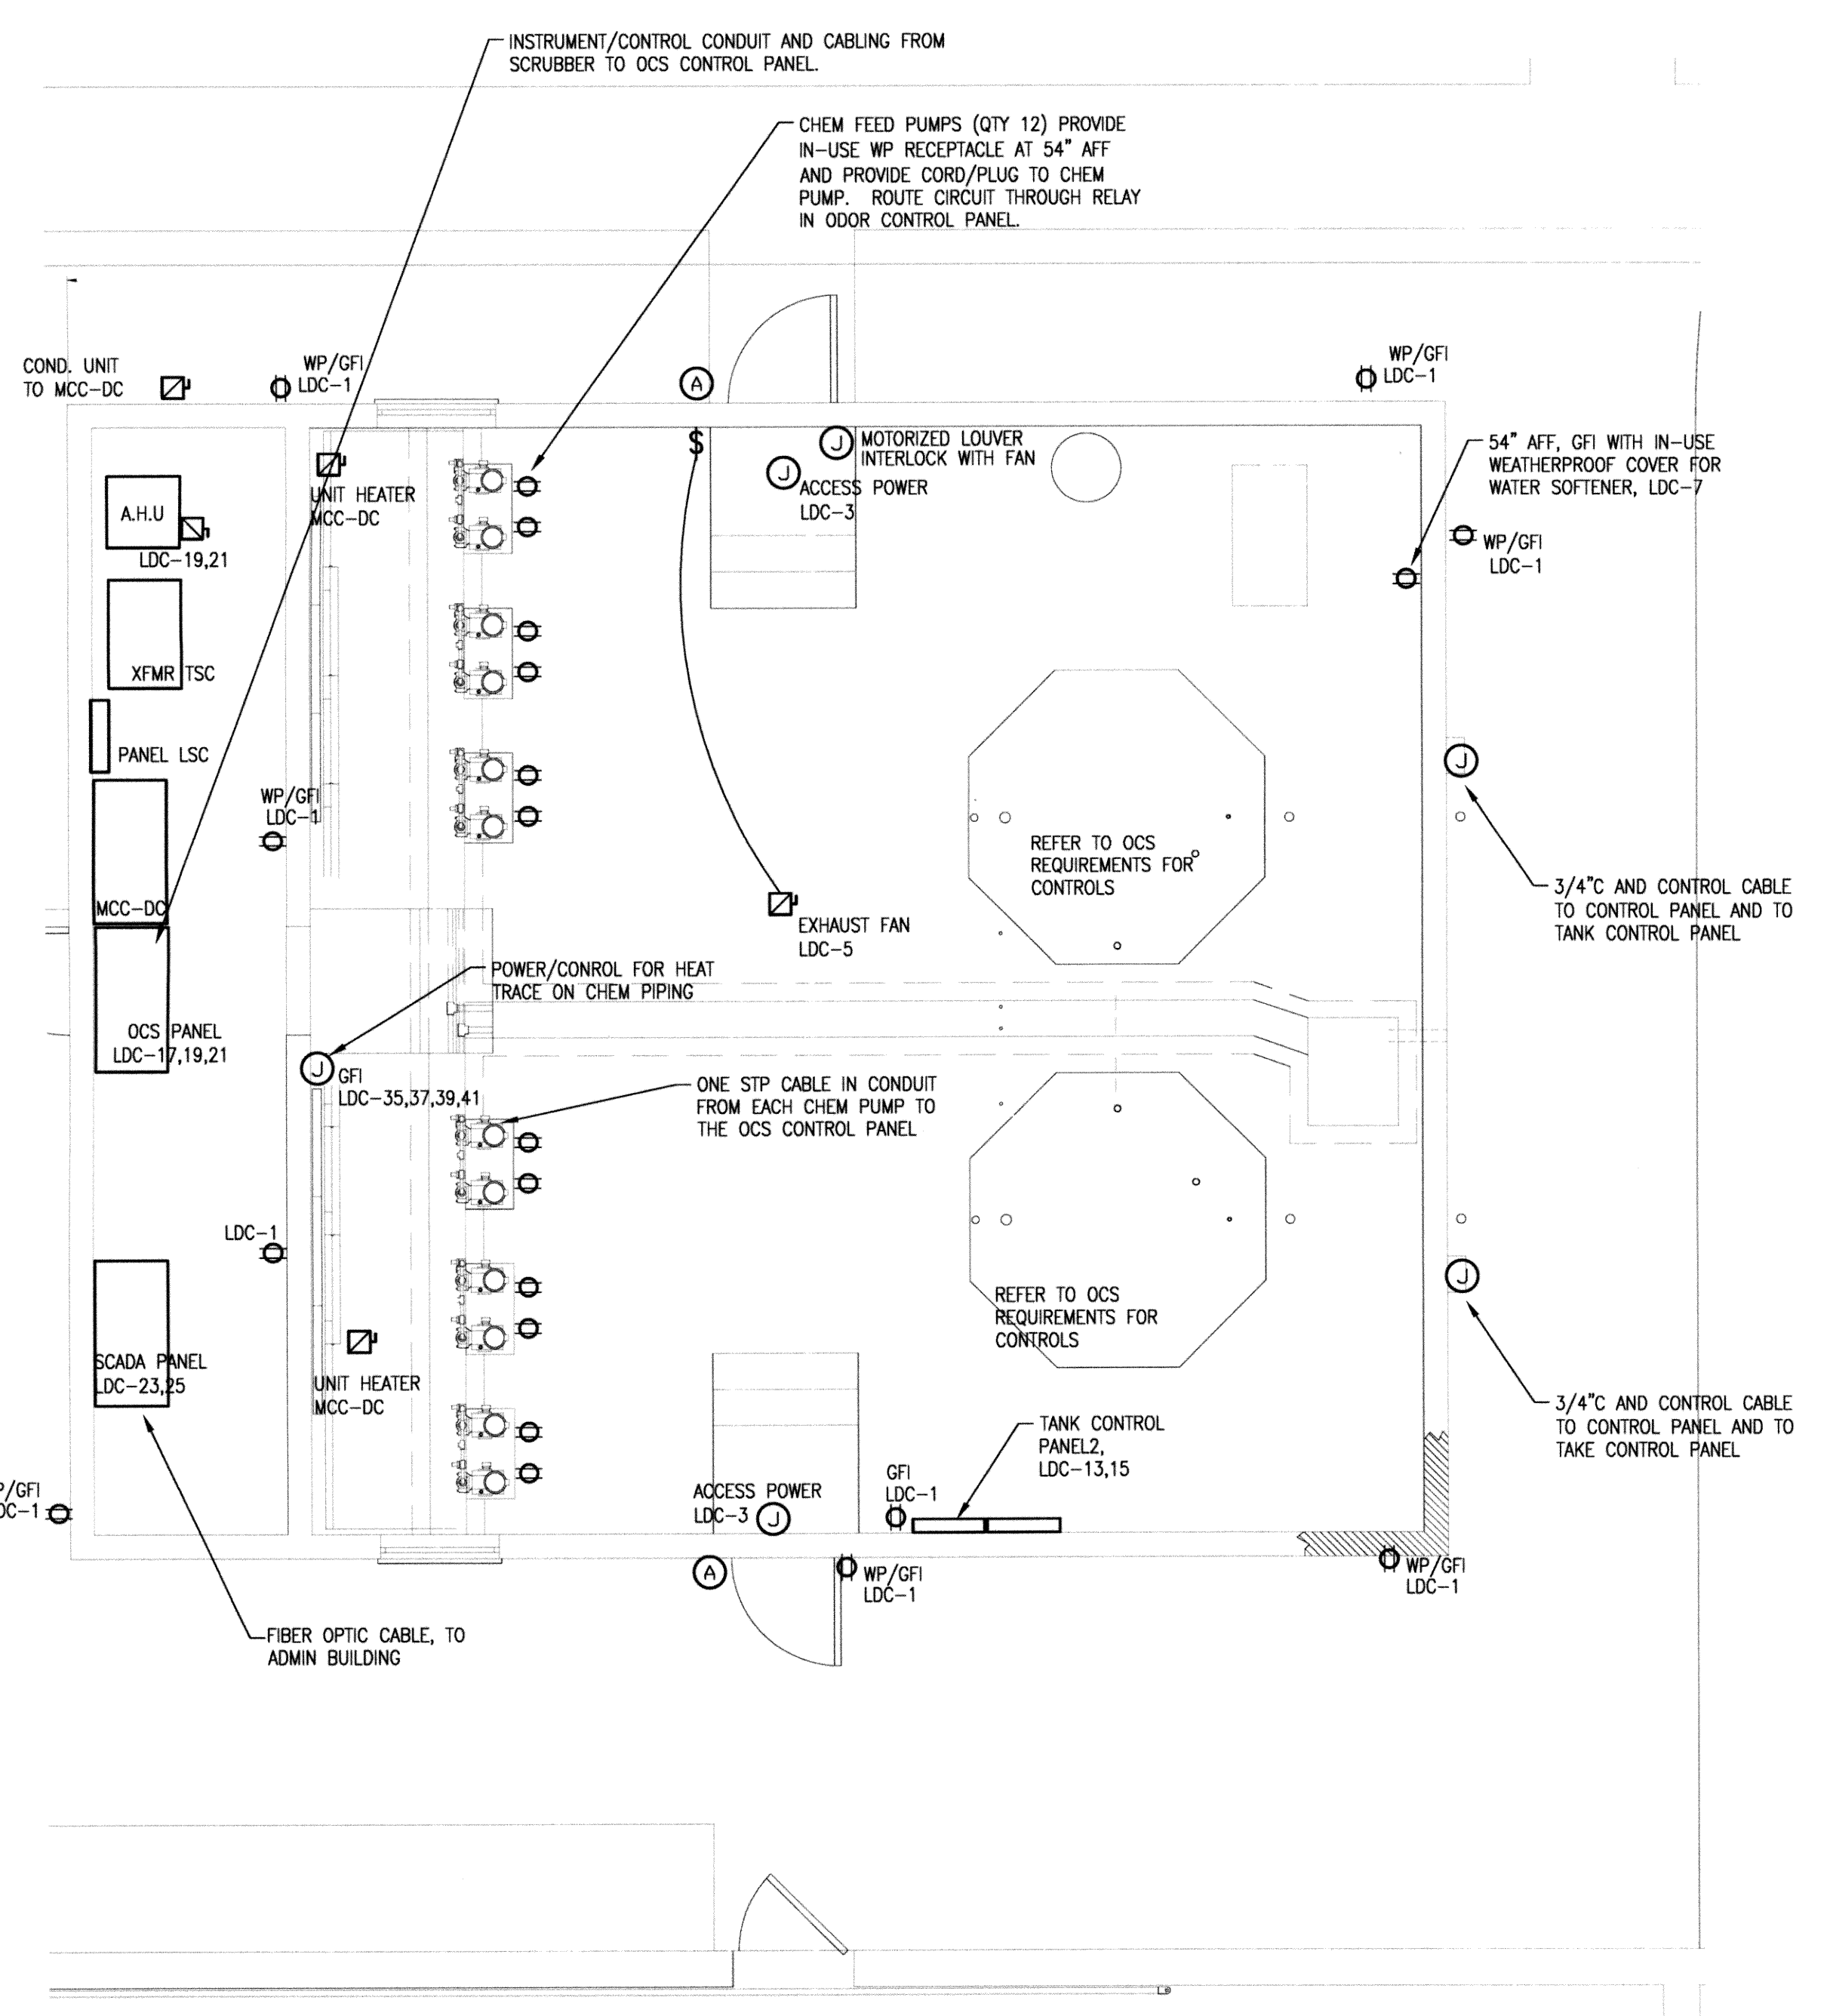 INSTRUMENT/CONTROL CONDUIT AND CABLING FROM
SCRUBBER TO OCS CONTROL PANEL.
CHEM FEED PUMPS (QTY 12) PROVIDE
IN-USE WP RECEPTACLE AT 54" AFF
AND PROVIDE CORD/PLUG TO CHEM
PUMP. ROUTE CIRCUIT THROUGH RELAY
IN ODOR CONTROL PANEL.
COND. UNIT
TO MCC-DC
WP/GFI
LDC-1
A
WP/GFI
LDC-1
$
J
MOTORIZED LOUVER
INTERLOCK WITH FAN
J
ACCESS POWER
LDC-3
54" AFF, GFI WITH IN-USE
WEATHERPROOF COVER FOR
WATER SOFTENER, LDC-7
WP/GFI
LDC-1
UNIT HEATER
MCC-DC
A.H.U
LDC-19,21
XFMR TSC
PANEL LSC
J
WP/GFI
LDC-1
MCC-DC
REFER TO OCS
REQUIREMENTS FOR
CONTROLS
3/4"C AND CONTROL CABLE
TO CONTROL PANEL AND TO
TANK CONTROL PANEL
EXHAUST FAN
LDC-5
POWER/CONROL FOR HEAT
TRACE ON CHEM PIPING
OCS PANEL
LDC-17,19,21
J
GFI
LDC-35,37,39,41
ONE STP CABLE IN CONDUIT
FROM EACH CHEM PUMP TO
THE OCS CONTROL PANEL
LDC-1
J
REFER TO OCS
REQUIREMENTS FOR
CONTROLS
SCADA PANEL
LDC-23,25
UNIT HEATER
MCC-DC
3/4"C AND CONTROL CABLE
TO CONTROL PANEL AND TO
TAKE CONTROL PANEL
TANK CONTROL
PANEL2,
LDC-13,15
GFI
LDC-1
ACCESS POWER
LDC-3
J
P/GFI
DC-1
A
WP/GFI
LDC-1
WP/GFI
LDC-1
FIBER OPTIC CABLE, TO
ADMIN BUILDING